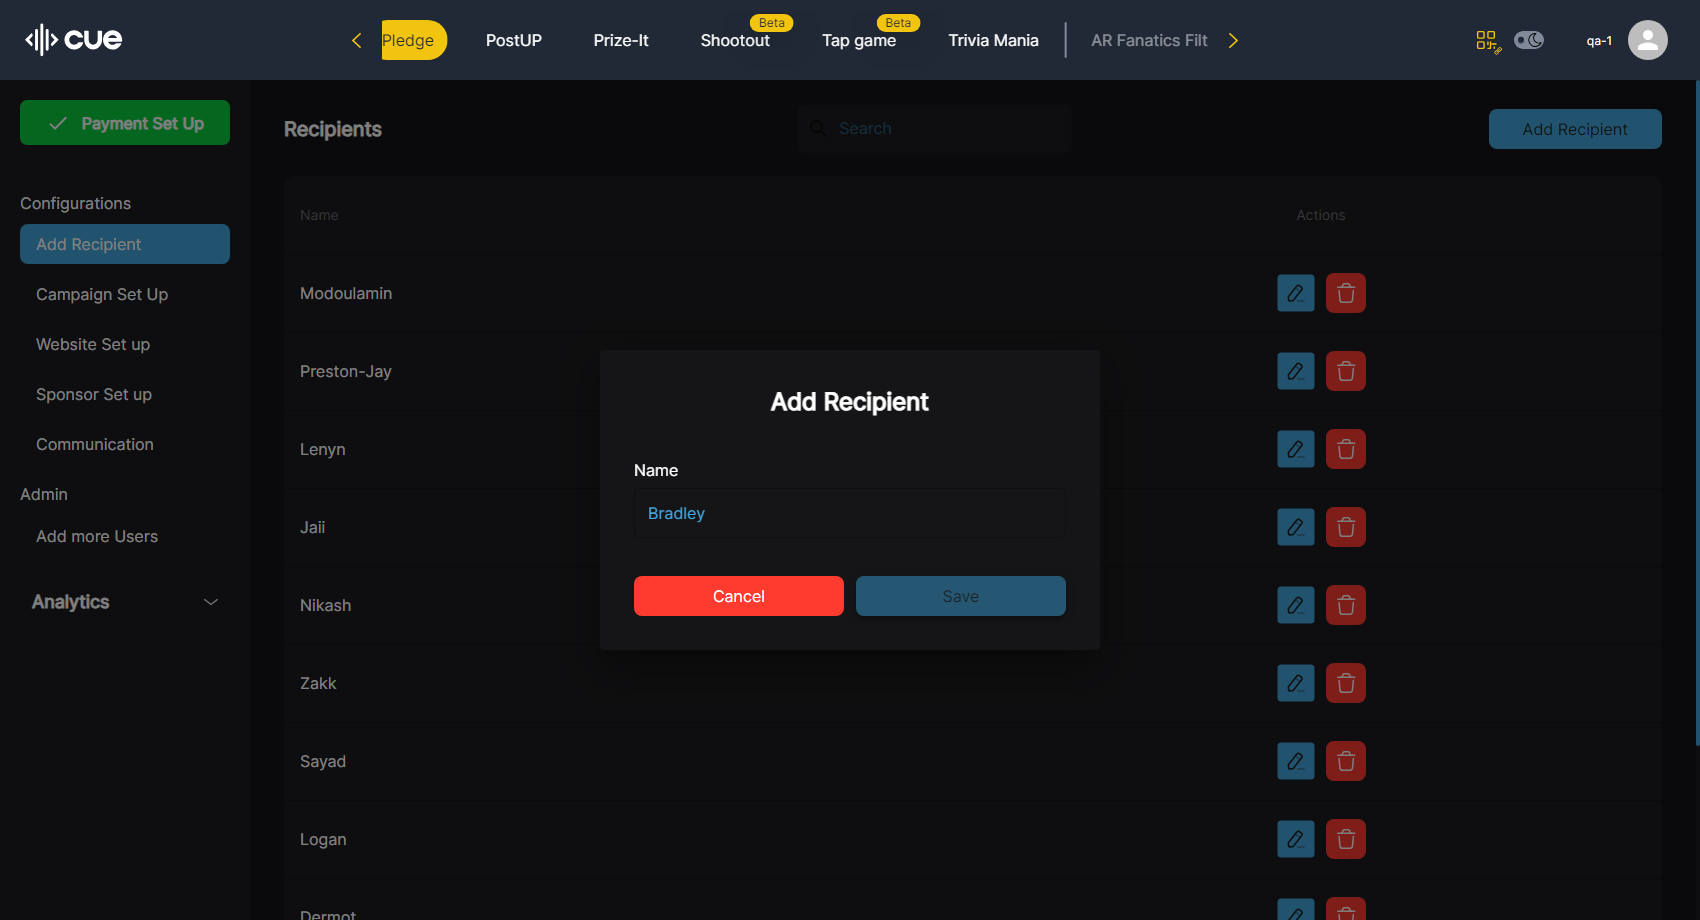 cue
Pledge
PostUP
Prize-It
Shootout
Beta
Tap game
Beta
Trivia Mania
AR Fanatics Filt
qa-1
Payment Set Up
Configurations
Add Recipient
Campaign Set Up
Website Set up
Sponsor Set up
Communication
Admin
Add more Users
Analytics
Recipients
Search
Add Recipient
Name
Actions
Modoulamin
Preston-Jay
Lenyn
Jaii
Nikash
Zakk
Sayad
Logan
Dermot
Add Recipient
Name
Bradley
Cancel
Save